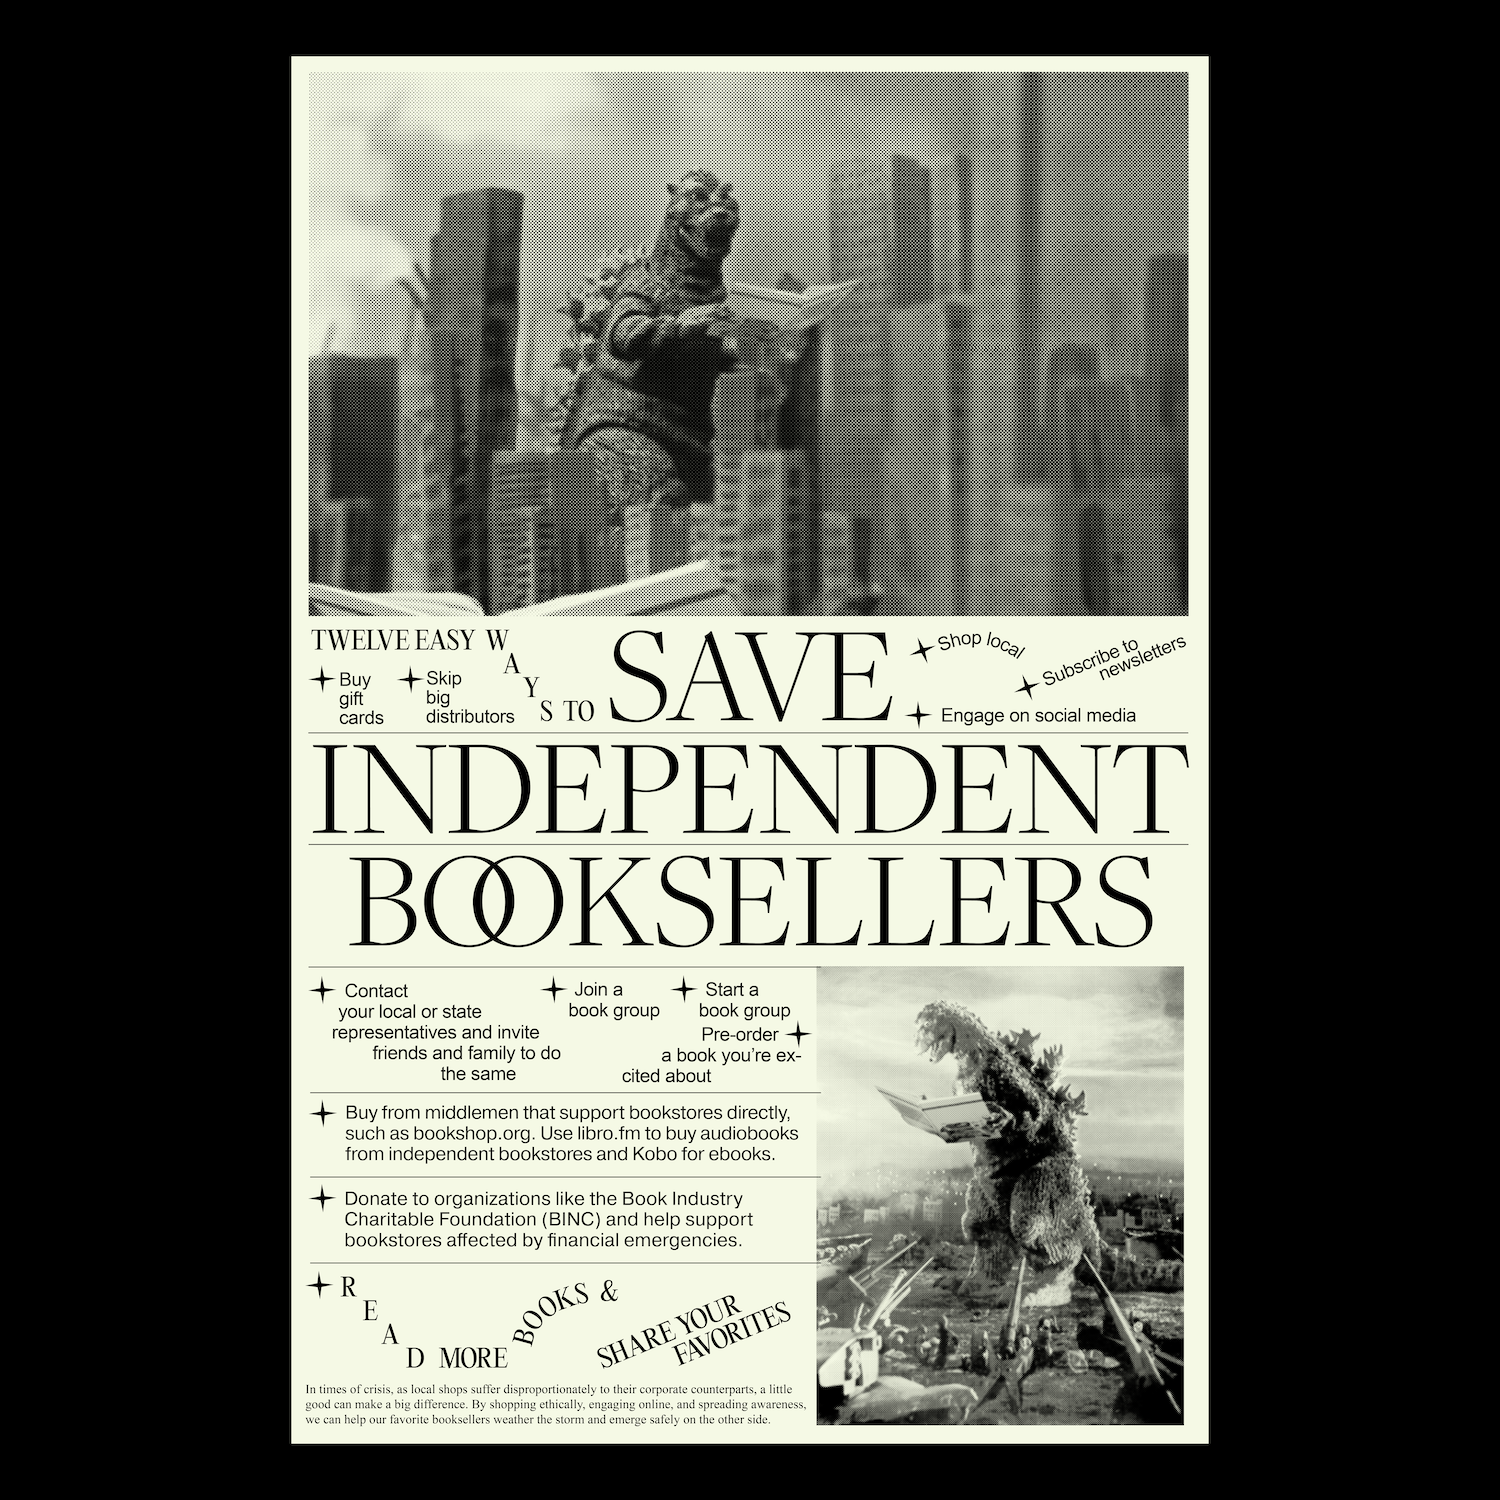 TWELVE EASY WAYS TO SAVE
Buy
gift
cards
Skip
big
distributors
Shop local
Subscribe to
newsletters
Engage on social media
INDEPENDENT
BOOKSELLERS
Contact
your local or state
representatives and invite
friends and family to do
the same
Join a
book group
Start a
book group
Pre-order
a book you're ex-
cited about
Buy from middlemen that support bookstores directly,
such as bookshop.org. Use libro.fm to buy audiobooks
from independent bookstores and Kobo for ebooks.
Donate to organizations like the Book Industry
Charitable Foundation (BINC) and help support
bookstores affected by financial emergencies.
READ MORE BOOKS &
SHARE YOUR
FAVORITES
In times of crisis, as local shops suffer disproportionately to their corporate counterparts, a little
good can make a big difference. By shopping ethically, engaging online, and spreading awareness,
we can help our favorite booksellers weather the storm and emerge safely on the other side.